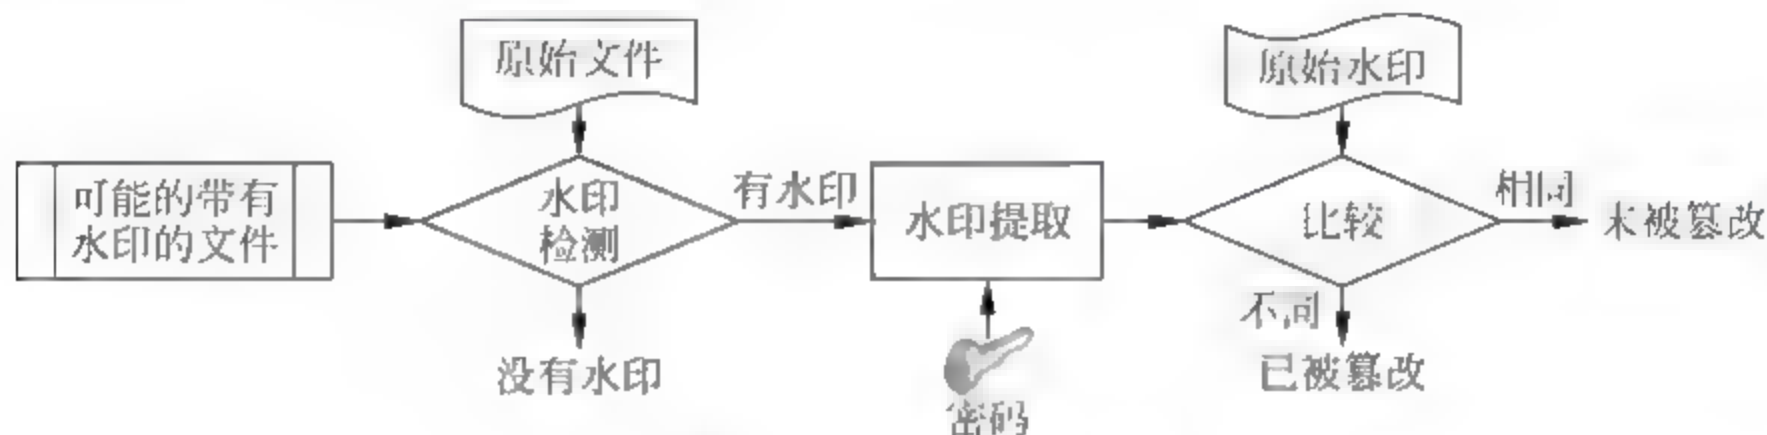 原始文件
原始水印
可能的带有
水印的文件
水印
检测
有水印
水印提取
比较
相同
未被篡改
不同
没有水印
已被篡改
密码